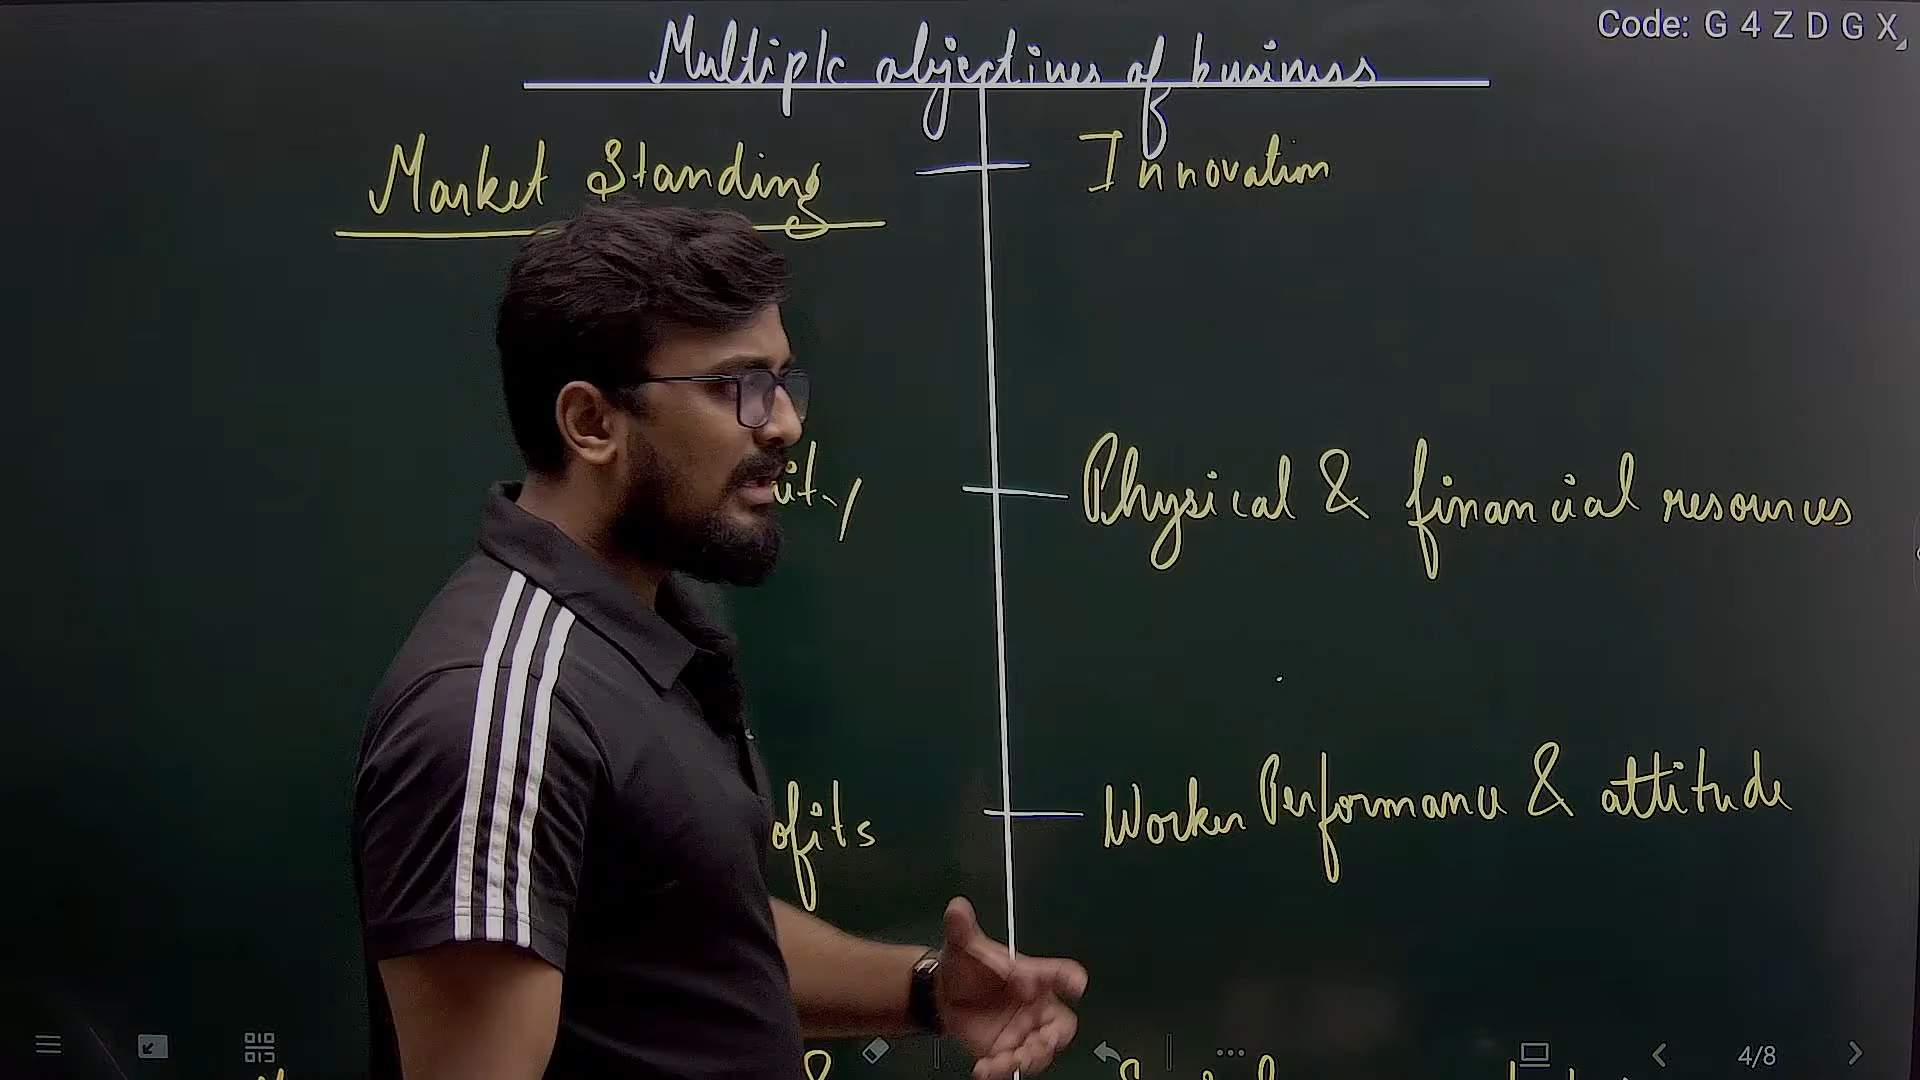 Code: G 4 Z D G X
Multiple objectives of business
Market Standing
Innovation
Physical & financial resources
ofits
Worker Performance & attitude
&
4/8